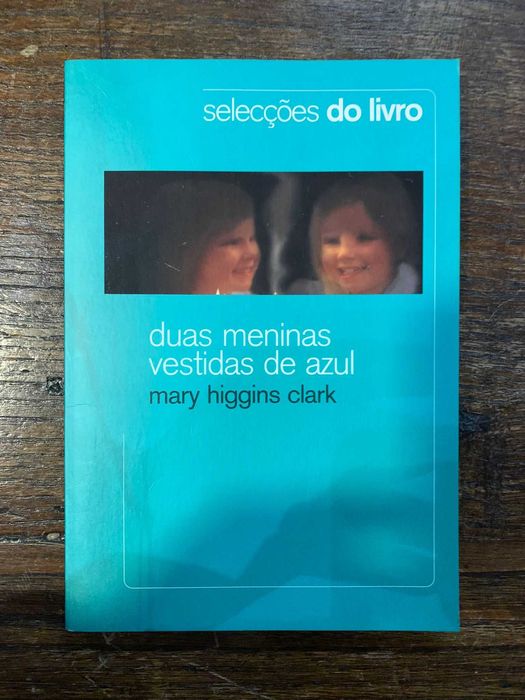 selecções do livro
duas meninas
vestidas de azul
mary higgins clark